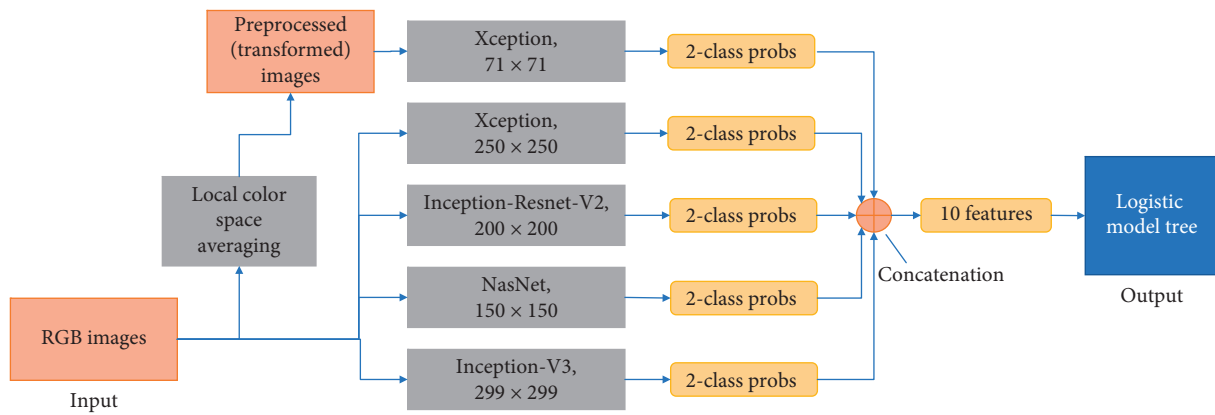 Preprocessed
(transformed)
images
Xception,
71 × 71
2-class probs
Xception,
250 × 250
2-class probs
Local color
space
averaging
Inception-Resnet-V2,
200 × 200
2-class probs
10 features
Logistic
model tree
Concatenation
NasNet,
150 × 150
2-class probs
Output
RGB images
Inception-V3,
299 × 299
2-class probs
Input